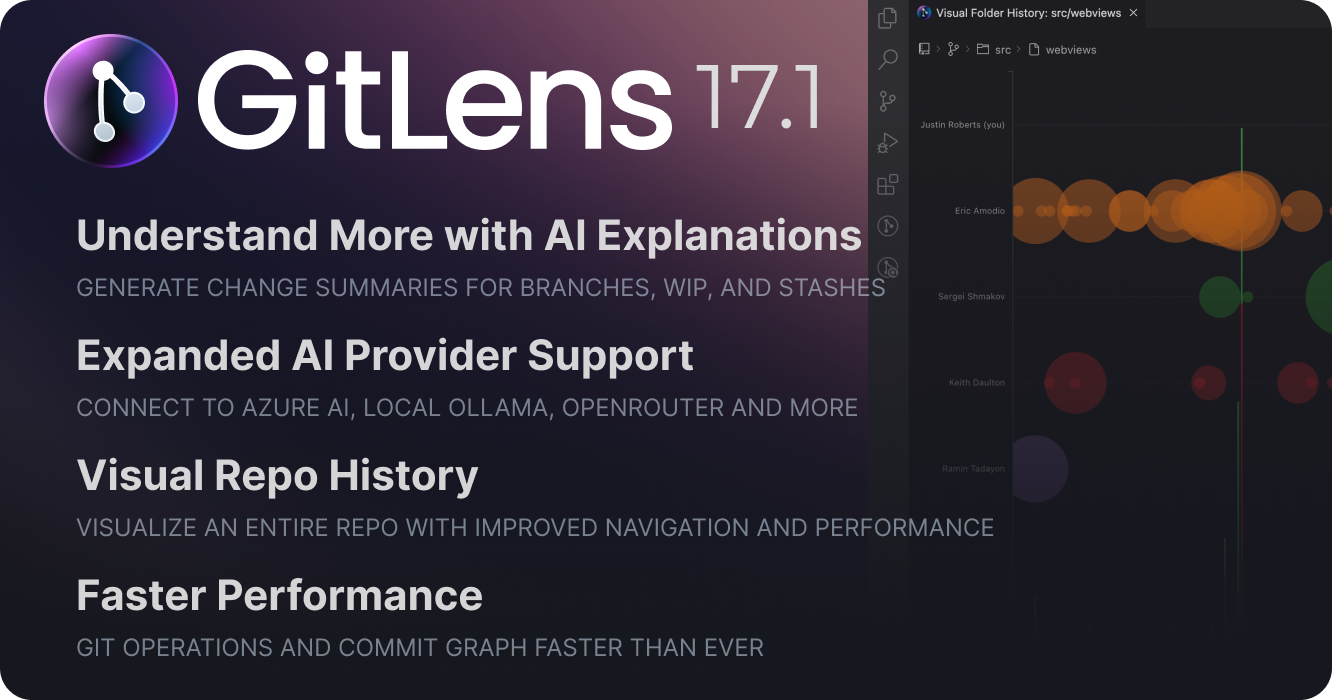 GitLens 17.1
Understand More with AI Explanations
GENERATE CHANGE SUMMARIES FOR BRANCHES, WIP, AND STASHES
Expanded AI Provider Support
CONNECT TO AZURE AI, LOCAL OLLAMA, OPENROUTER AND MORE
Visual Repo History
VISUALIZE AN ENTIRE REPO WITH IMPROVED NAVIGATION AND PERFORMANCE
Faster Performance
GIT OPERATIONS AND COMMIT GRAPH FASTER THAN EVER
Visual Folder History: src/webviews
src
webviews
Justin Roberts (you)
Eric Amodio
Sergei Shmakov
Keith Daulton
Ramin Tadayon